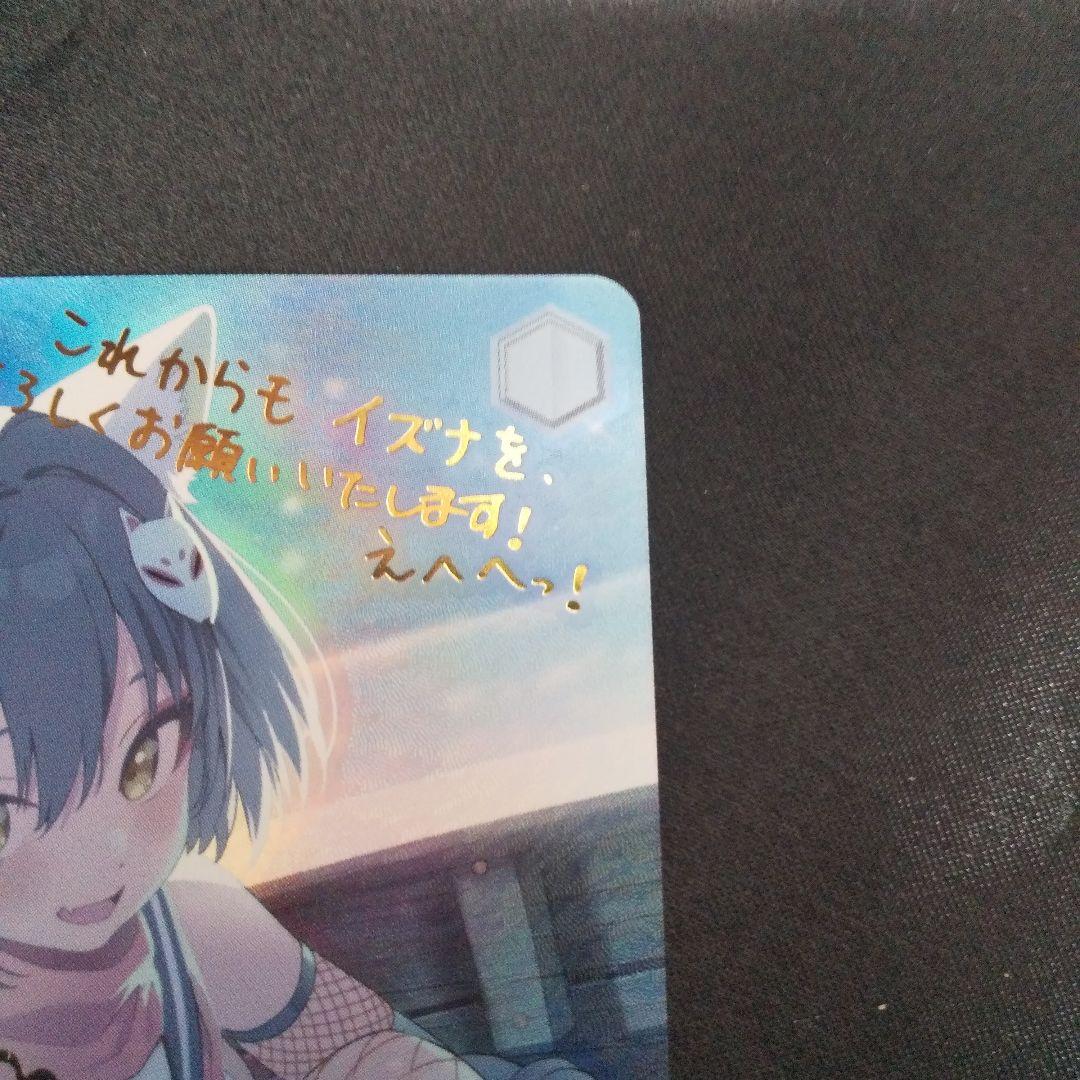 これからも イズナを、
ろしくお願いいたします!
えへへっ!